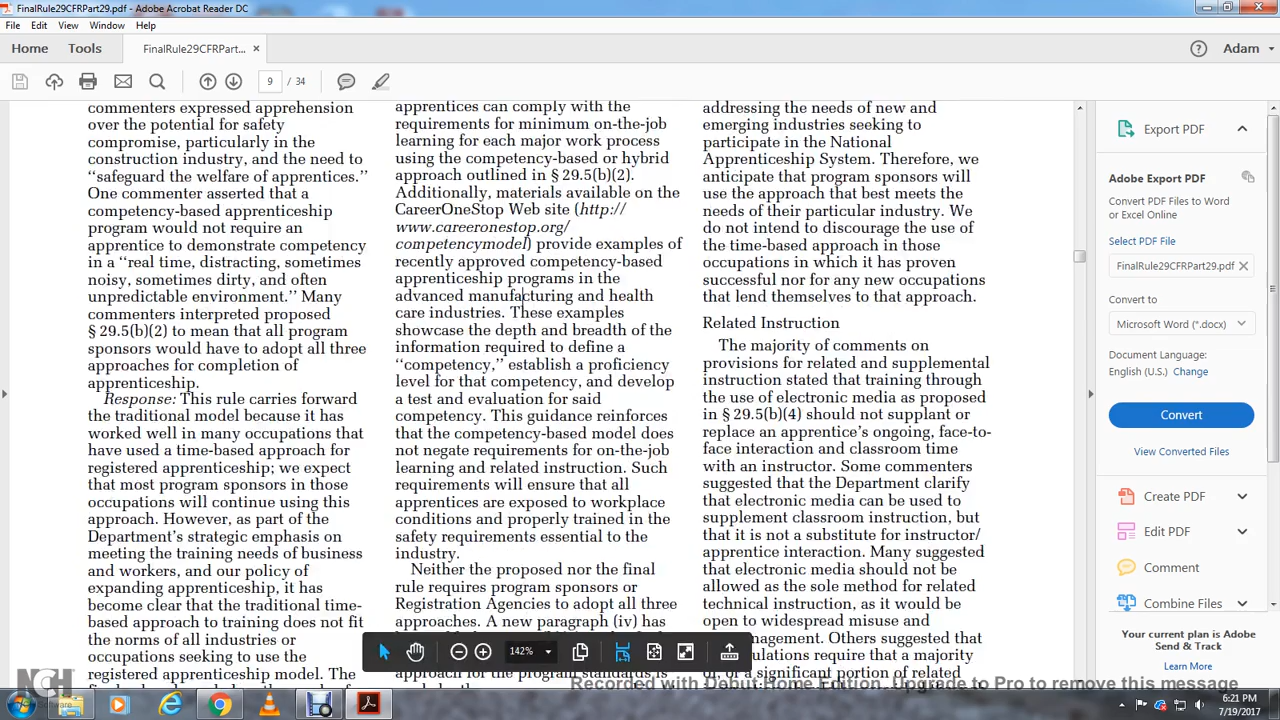 FinalRule29CFRPart29.pdf - Adobe Acrobat Reader DC
File Edit View Window Help
Home Tools FinalRule29CFRPart... × Adam
9 / 34
commenters expressed apprehension
over the potential for safety
compromise, particularly in the
construction industry, and the need to
‘‘safeguard the welfare of apprentices.’’
One commenter asserted that a
competency-based apprenticeship
program would not require an
apprentice to demonstrate competency
in a ‘‘real time, distracting, sometimes
noisy, sometimes dirty, and often
unpredictable environment.’’ Many
commenters interpreted proposed
§ 29.5(b)(2) to mean that all program
sponsors would have to adopt all three
approaches for completion of
apprenticeship.
Response: This rule carries forward
the traditional model because it has
worked well in many occupations that
have used a time-based approach for
registered apprenticeship; we expect
that most program sponsors in those
occupations will continue using this
approach. However, as part of the
Department’s strategic emphasis on
meeting the training needs of business
and workers, and our policy of
expanding apprenticeship, it has
become clear that the traditional time-
based approach to training does not fit
the norms of all industries or
occupations seeking to use the
registered apprenticeship model. The
apprentices can comply with the
requirements for minimum on-the-job
learning for each major work process
using the competency-based or hybrid
approach outlined in § 29.5(b)(2).
Additionally, materials available on the
CareerOneStop Web site (http://
www.careeronestop.org/
competencymodel) provide examples of
recently approved competency-based
apprenticeship programs in the
advanced manufacturing and health
care industries. These examples
showcase the depth and breadth of the
information required to define a
‘‘competency,’’ establish a proficiency
level for that competency, and develop
a test and evaluation for said
competency. This guidance reinforces
that the competency-based model does
not negate requirements for on-the-job
learning and related instruction. Such
requirements will ensure that all
apprentices are exposed to workplace
conditions and properly trained in the
safety requirements essential to the
industry.
Neither the proposed nor the final
rule requires program sponsors or
Registration Agencies to adopt all three
approaches. A new paragraph (iv) has
approach for the program standards is
addressing the needs of new and
emerging industries seeking to
participate in the National
Apprenticeship System. Therefore, we
anticipate that program sponsors will
use the approach that best meets the
needs of their particular industry. We
do not intend to discourage the use of
the time-based approach in those
occupations in which it has proven
successful nor for any new occupations
that lend themselves to that approach.
Related Instruction
The majority of comments on
provisions for related and supplemental
instruction stated that training through
the use of electronic media as proposed
in § 29.5(b)(4) should not supplant or
replace an apprentice’s ongoing, face-to-
face interaction and classroom time
with an instructor. Some commenters
suggested that the Department clarify
that electronic media can be used to
supplement classroom instruction, but
that it is not a substitute for instructor/
apprentice interaction. Many suggested
that electronic media should not be
allowed as the sole method for related
technical instruction, as it would be
open to widespread misuse and
management. Others suggested that
ulations require that a majority
or, or a significant portion of related
142%
Export PDF
Adobe Export PDF
Convert PDF Files to Word
or Excel Online
Select PDF File
FinalRule29CFRPart29.pdf ×
Convert to
Microsoft Word (*.docx)
Document Language:
English (U.S.) Change
Convert
View Converted Files
Create PDF
Edit PDF
Comment
Combine Files
Your current plan is Adobe
Send & Track
Learn More
NCH
Software
Recorded with Debut Home Edition. Upgrade to Pro to remove this message
6:21 PM
7/19/2017